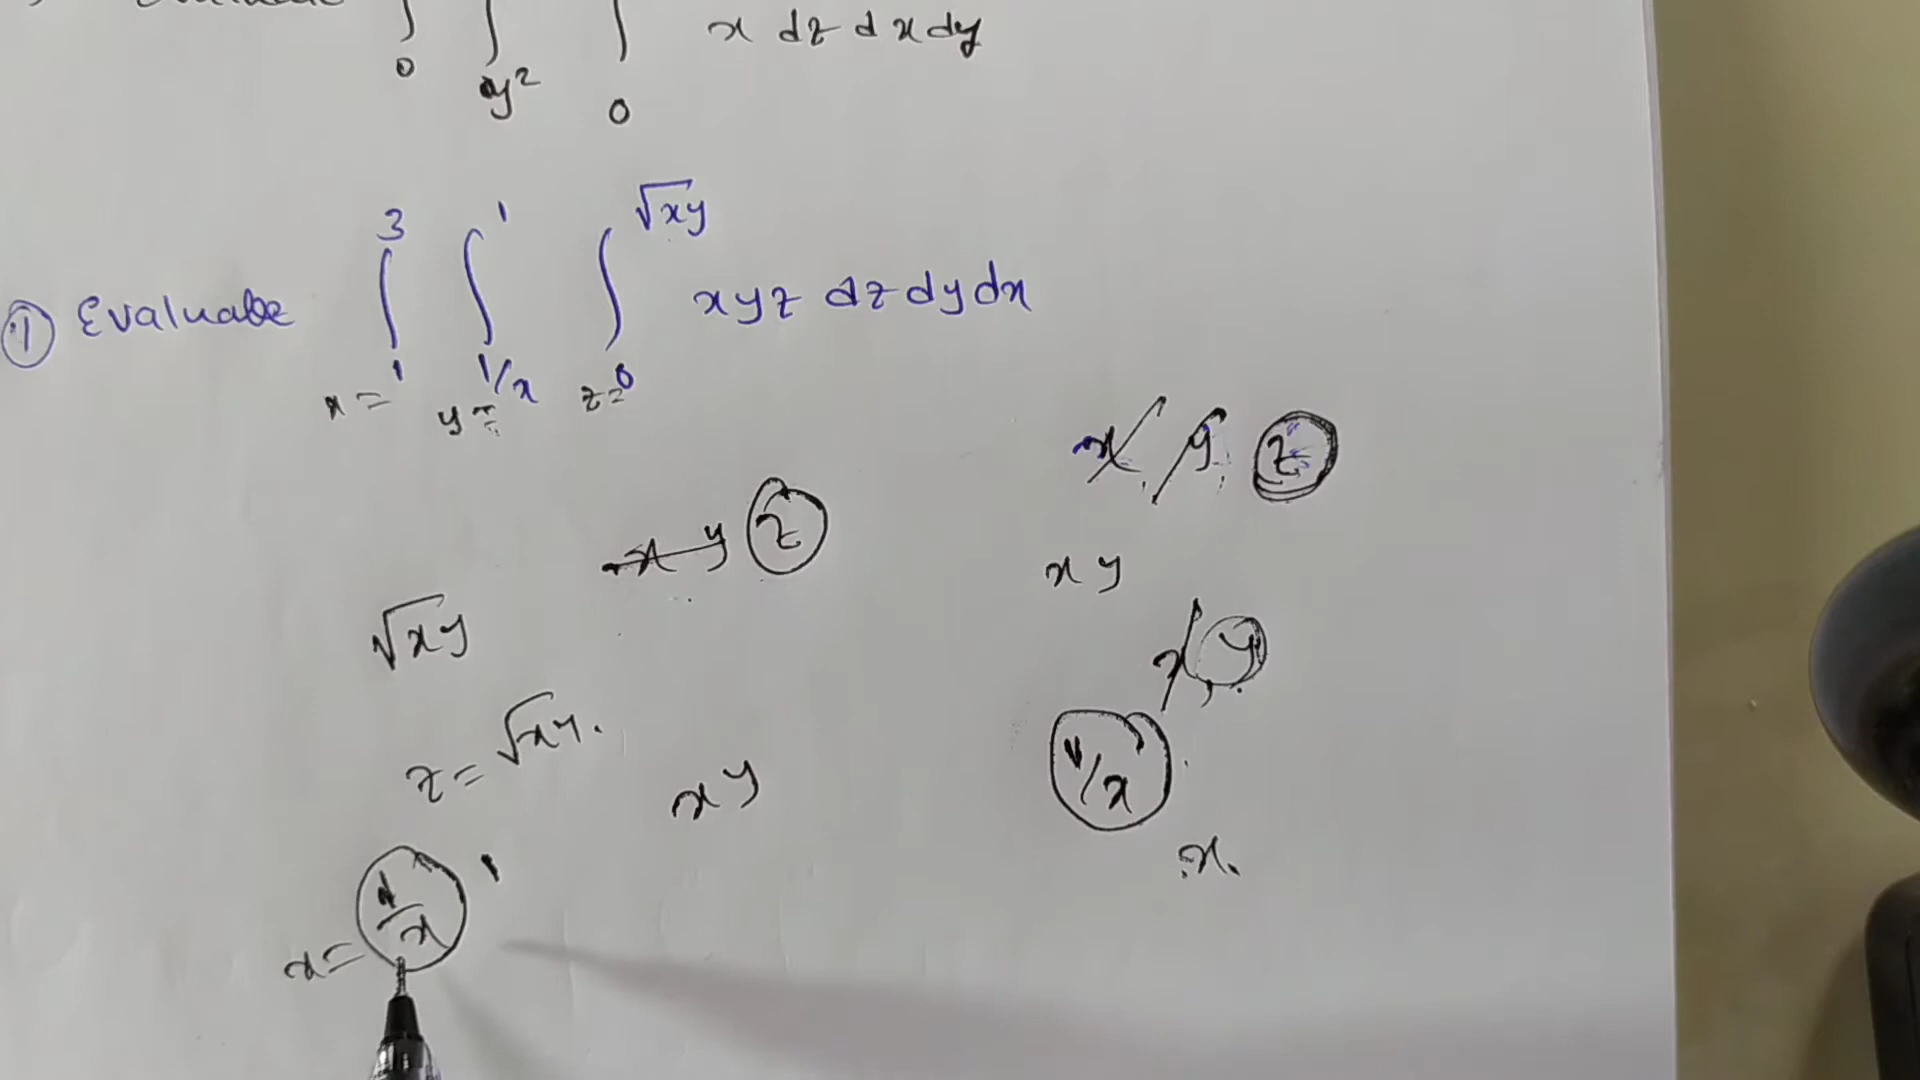 ∫₀ ∫_{y²} ∫₀ x dz dx dy
① Evaluate ∫_{x=1}^{3} ∫_{y=1/x}^{1} ∫_{z=0}^{√xy} xyz dz dy dx
x y z
x y z
x y
√xy
x y
z = √xy.
1/x
x y
x.
x = 1/x 1